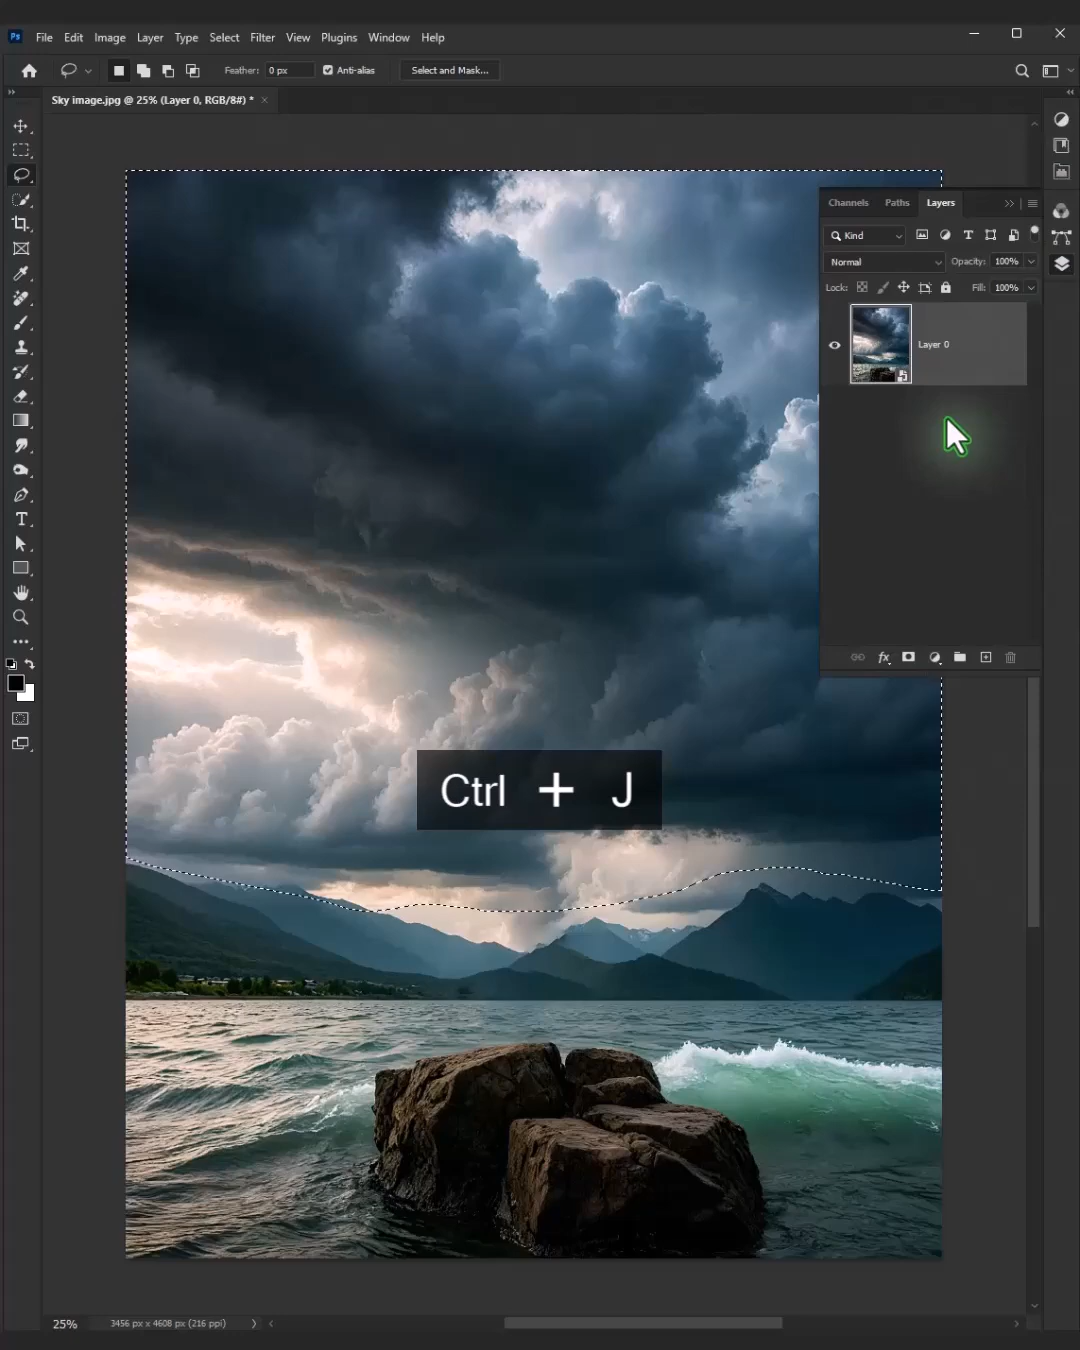 Ps File Edit Image Layer Type Select Filter View Plugins Window Help
Feather: 0 px Anti-alias Select and Mask...
Sky image.jpg @ 25% (Layer 0, RGB/8#) * ×
Channels Paths Layers
Kind
Normal Opacity: 100%
Lock: Fill: 100%
Layer 0
fx
Ctrl + J
25% 3456 px x 4608 px (216 ppi)